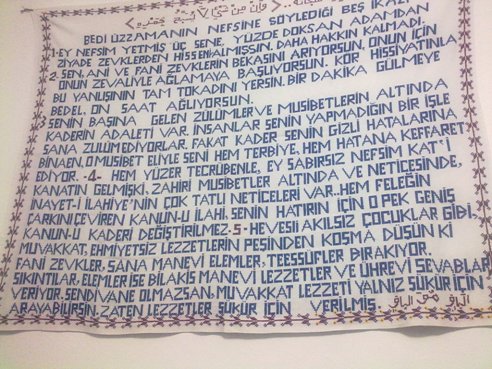 ﴿وَإِنْ مِنْ شَيْءٍ إِلَّا يُسَبِّحُ بِحَمْدِهِ﴾
BEDİ ÜZZAMANIN NEFSİNE SÖYLEDİĞİ BEŞ İKAZI
1-EY NEFSİM YETMİŞ ÜÇ SENE, YÜZDE DOKSAN ADAMDAN
ZİYADE ZEVKLERDEN HİSSENİ ALMIŞSIN. DAHA HAKKIN KALMADI.
2. SEN, ANİ VE FANİ ZEVKLERİN BEKASINI ARIYORSUN. ONUN İÇİN
ONUN ZEVALİYLE AĞLAMAYA BAŞLIYORSUN. KÖR HİSSİYATINLA
BU YANLIŞININ TAM TOKADINI YERSİN. BİR DAKİKA GÜLMEYE
BEDEL, ON SAAT AĞLIYORSUN.
SENİN BAŞINA GELEN ZULÜMLER VE MUSİBETLERİN ALTINDA
KADERİN ADALETİ VAR. İNSANLAR SENİN YAPMADIĞIN BİR İŞLE
SANA ZULÜM EDİYORLAR. FAKAT KADER SENİN GİZLİ HATALARINA
BİNAEN, O MUSİBET ELİYLE SENİ HEM TERBİYE, HEM HATANA KEFFARET
EDİYOR. -4- HEM YÜZER TECRÜBENLE, EY SABIRSIZ NEFSİM KAT'İ
KANATIN GELMİŞKİ, ZAHİRİ MUSİBETLER ALTINDA VE NETİCESİNDE,
İNAYET-İ İLAHİYE'NİN ÇOK TATLI NETİCELERİ VAR..HEM FELEĞİN
ÇARKINI ÇEVİREN KANUN-U İLAHİ, SENİN HATIRIN İÇİN O PEK GENİŞ
KANUN-U KADERİ DEĞİŞTİRİLMEZ-5-HEVESLİ AKILSIZ ÇOCUKLAR GİBİ,
MUVAKKAT, EHMİYETSİZ LEZZETLERİN PEŞİNDEN KOŞMA DÜŞÜN Kİ
FANİ ZEVKLER, SANA MANEVİ ELEMLER, TEESSÜFLER BIRAKIYOR.
SIKINTILAR, ELEMLER İSE BİLAKİS MANEVİ LEZZETLER VE UHREVİ SEVABLAR
VERİYOR. SEN DİVANE OLMAZSAN, MUVAKKAT LEZZETİ YALNIZ ŞÜKÜR İÇİN
ARAYABİLİRSİN. ZATEN LEZZETLER ŞÜKÜR İÇİN VERİLMİŞ. الباقي هو الباقي